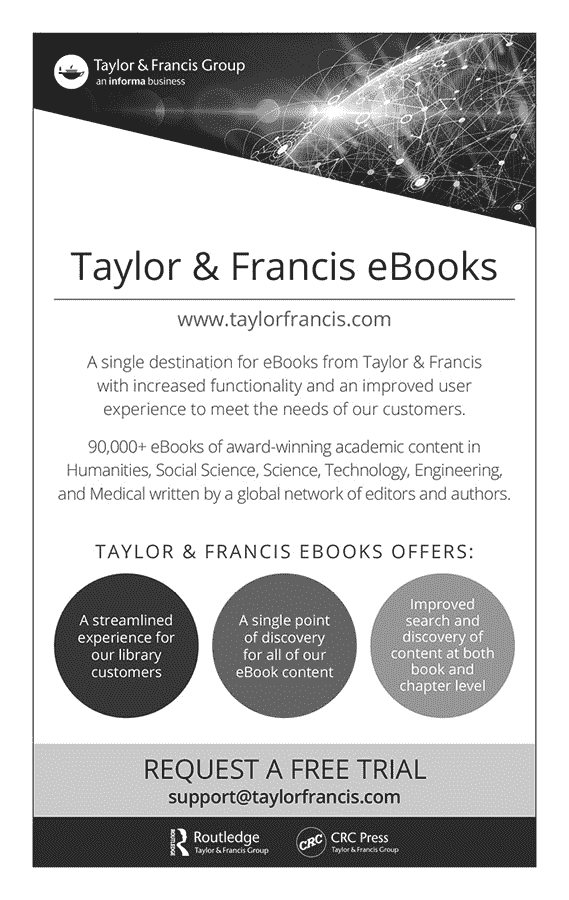 Taylor & Francis Group
an informa business
Taylor & Francis eBooks
www.taylorfrancis.com
A single destination for eBooks from Taylor & Francis
with increased functionality and an improved user
experience to meet the needs of our customers.
90,000+ eBooks of award-winning academic content in
Humanities, Social Science, Science, Technology, Engineering,
and Medical written by a global network of editors and authors.
TAYLOR & FRANCIS EBOOKS OFFERS:
A streamlined
experience for
our library
customers
A single point
of discovery
for all of our
eBook content
Improved
search and
discovery of
content at both
book and
chapter level
REQUEST A FREE TRIAL
support@taylorfrancis.com
ROUTLEDGE
Routledge
Taylor & Francis Group
CRC
CRC Press
Taylor & Francis Group